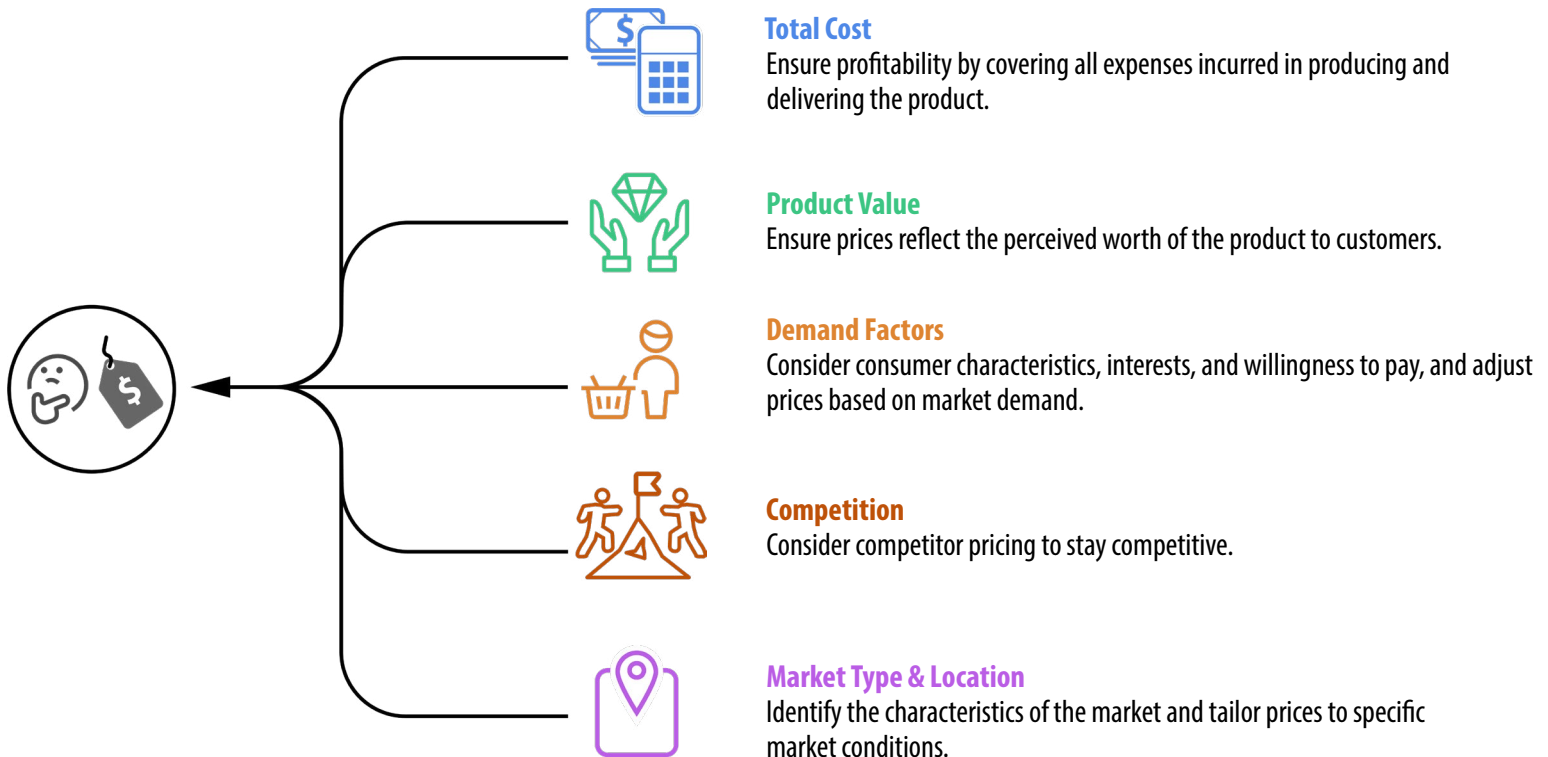 $
Total Cost
Ensure profitability by covering all expenses incurred in producing and
delivering the product.
Product Value
Ensure prices reflect the perceived worth of the product to customers.
$
Demand Factors
Consider consumer characteristics, interests, and willingness to pay, and adjust
prices based on market demand.
Competition
Consider competitor pricing to stay competitive.
Market Type & Location
Identify the characteristics of the market and tailor prices to specific
market conditions.